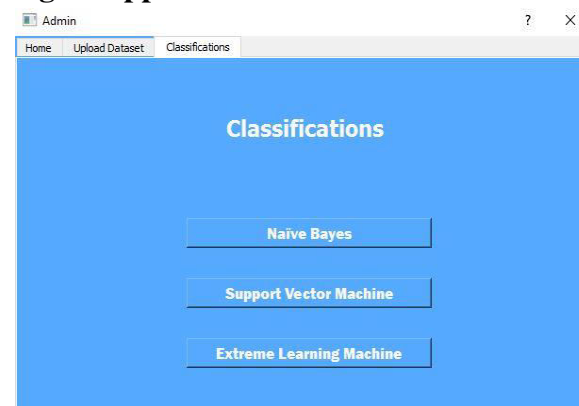 Admin
? ×
Home Upload Dataset Classifications
Classifications
Naïve Bayes
Support Vector Machine
Extreme Learning Machine